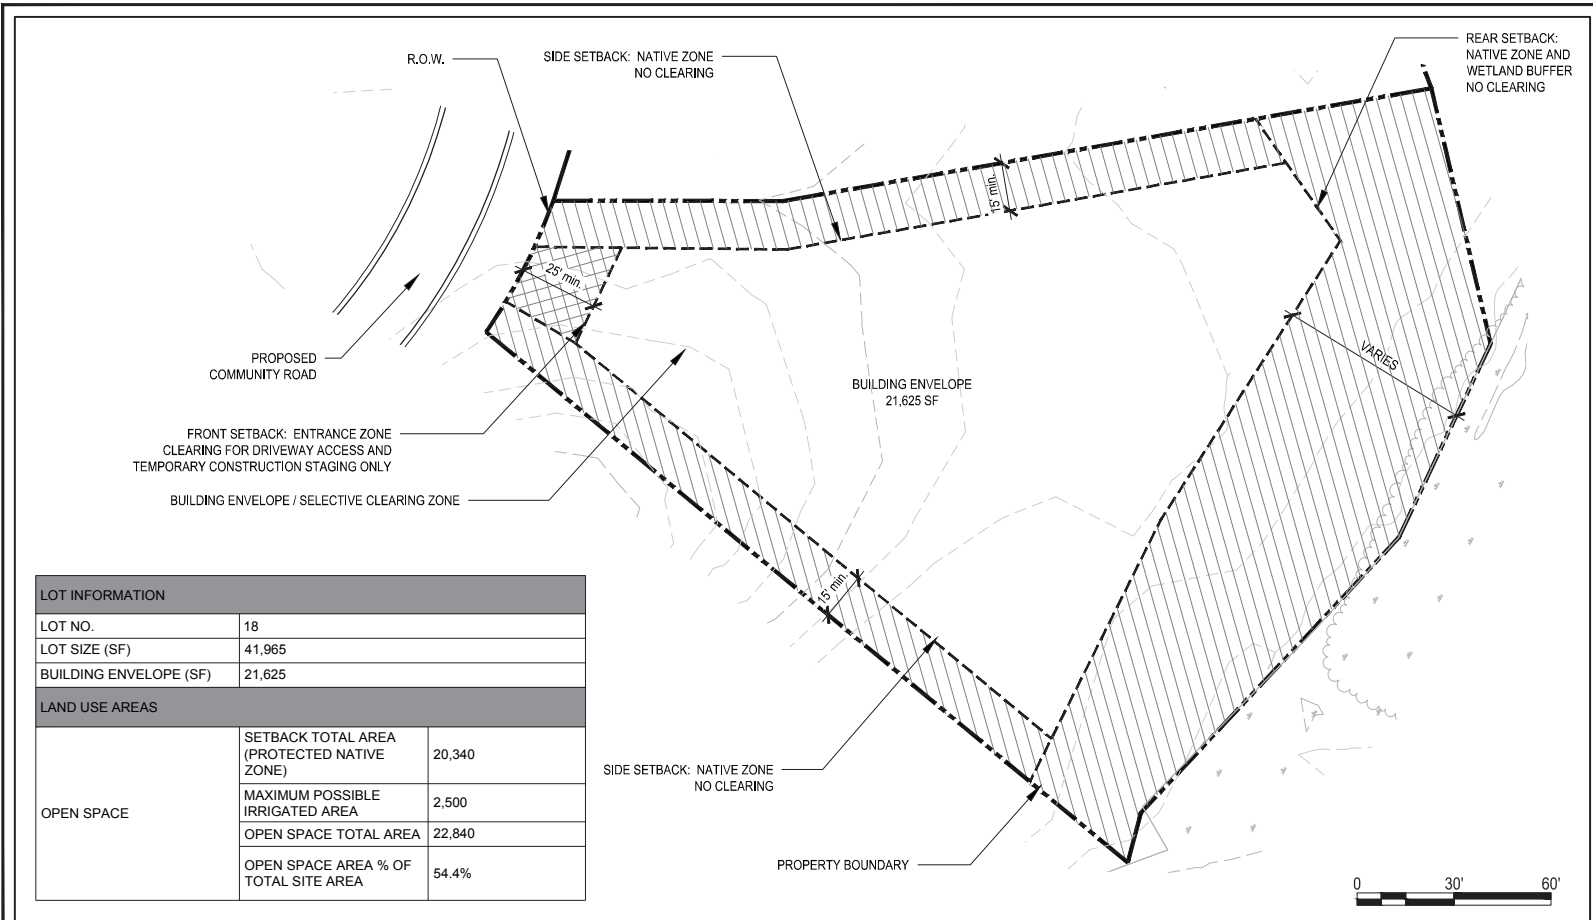 R.O.W.
SIDE SETBACK: NATIVE ZONE
NO CLEARING
REAR SETBACK:
NATIVE ZONE AND
WETLAND BUFFER
NO CLEARING
15' min.
25' min.
PROPOSED
COMMUNITY ROAD
VARIES
BUILDING ENVELOPE
21,625 SF
FRONT SETBACK: ENTRANCE ZONE
CLEARING FOR DRIVEWAY ACCESS AND
TEMPORARY CONSTRUCTION STAGING ONLY
BUILDING ENVELOPE / SELECTIVE CLEARING ZONE
15' min.
SIDE SETBACK: NATIVE ZONE
NO CLEARING
PROPERTY BOUNDARY
LOT INFORMATION
LOT NO. 18
LOT SIZE (SF) 41,965
BUILDING ENVELOPE (SF) 21,625
LAND USE AREAS
OPEN SPACE
SETBACK TOTAL AREA
(PROTECTED NATIVE
ZONE)
20,340
MAXIMUM POSSIBLE
IRRIGATED AREA
2,500
OPEN SPACE TOTAL AREA 22,840
OPEN SPACE AREA % OF
TOTAL SITE AREA
54.4%
0 30' 60'